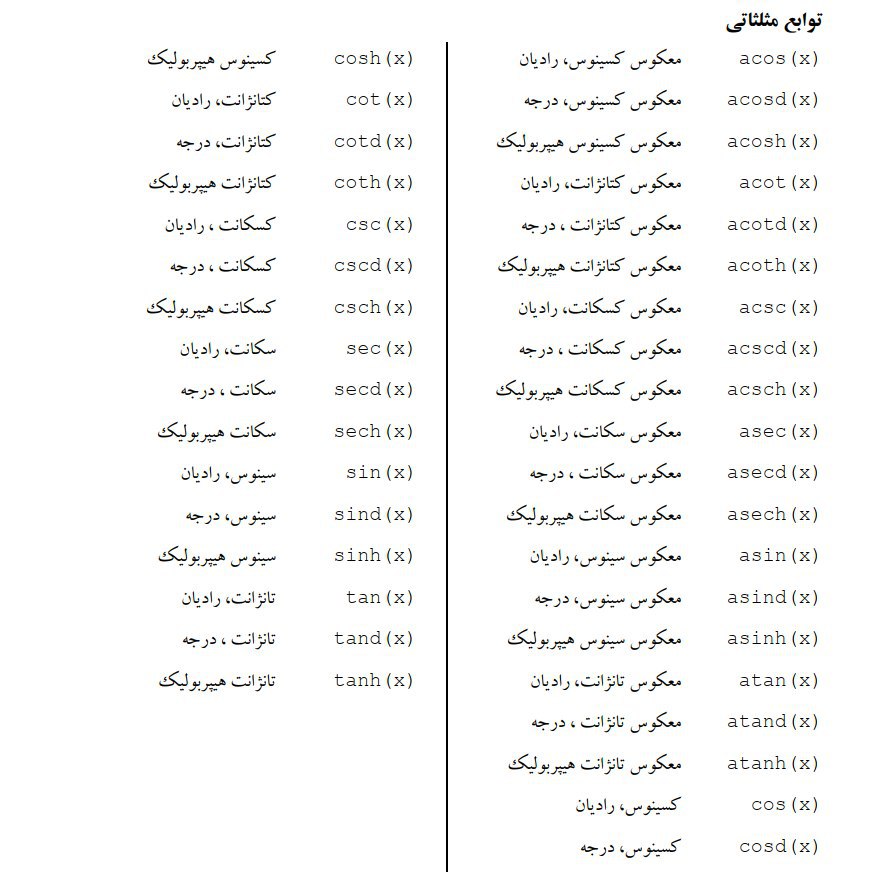 توابع مثلثاتی
acos(x) معکوس کسینوس، رادیان
acosd(x) معکوس کسینوس، درجه
acosh(x) معکوس کسینوس هیپربولیک
acot(x) معکوس کتانژانت، رادیان
acotd(x) معکوس کتانژانت ، درجه
acoth(x) معکوس کتانژانت هیپربولیک
acsc(x) معکوس کسکانت، رادیان
acscd(x) معکوس کسکانت ، درجه
acsch(x) معکوس کسکانت هیپربولیک
asec(x) معکوس سکانت، رادیان
asecd(x) معکوس سکانت ، درجه
asech(x) معکوس سکانت هیپربولیک
asin(x) معکوس سینوس، رادیان
asind(x) معکوس سینوس، درجه
asinh(x) معکوس سینوس هیپربولیک
atan(x) معکوس تانژانت، رادیان
atand(x) معکوس تانژانت ، درجه
atanh(x) معکوس تانژانت هیپربولیک
cos(x) کسینوس، رادیان
cosd(x) کسینوس، درجه
cosh(x) کسینوس هیپربولیک
cot(x) کتانژانت، رادیان
cotd(x) کتانژانت، درجه
coth(x) کتانژانت هیپربولیک
csc(x) کسکانت ، رادیان
cscd(x) کسکانت ، درجه
csch(x) کسکانت هیپربولیک
sec(x) سکانت، رادیان
secd(x) سکانت ، درجه
sech(x) سکانت هیپربولیک
sin(x) سینوس، رادیان
sind(x) سینوس، درجه
sinh(x) سینوس هیپربولیک
tan(x) تانژانت، رادیان
tand(x) تانژانت ، درجه
tanh(x) تانژانت هیپربولیک